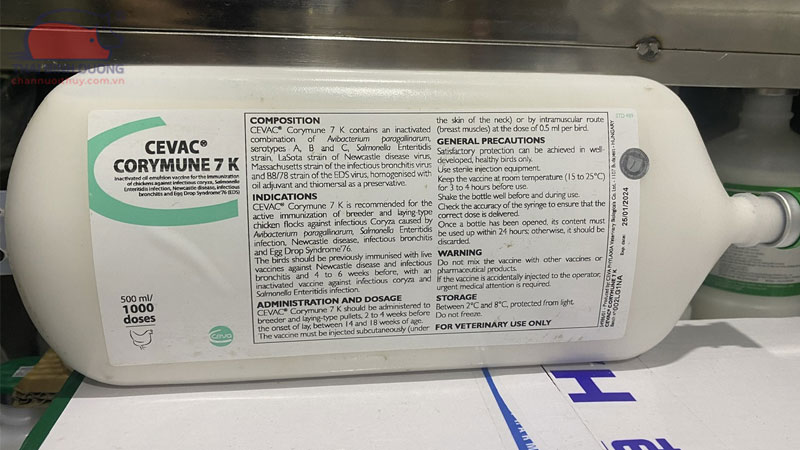 DƯƠNG
channuoithuy.com.vn
CEVAC®
CORYMUNE 7 K
Inactivated oil emulsion vaccine for the immunization
of chickens against infectious coryza, Salmonella
Enteritidis infection, Newcastle disease, infectious
bronchitis and Egg Drop Syndrome'76 (EDS)
500 ml/
1000
doses
Ceva
COMPOSITION
CEVAC® Corymune 7 K contains an inactivated
combination of Avibacterium paragallinarum,
serotypes A, B and C, Salmonella Enteritidis
strain, LaSota strain of Newcastle disease virus,
Massachusetts strain of the infectious bronchitis virus
and B8/78 strain of the EDS virus, homogenised with
oil adjuvant and thiomersal as a preservative.
INDICATIONS
CEVAC® Corymune 7 K is recommended for the
active immunization of breeder and laying-type
chicken flocks against infectious Coryza caused by
Avibacterium paragallinarum, Salmonella Enteritidis
infection, Newcastle disease, infectious bronchitis
and Egg Drop Syndrome'76.
The birds should be previously immunised with live
vaccines against Newcastle disease and infectious
bronchitis and 4 to 6 weeks before, with an
inactivated vaccine against infectious coryza and
Salmonella Enteritidis infection.
ADMINISTRATION AND DOSAGE
CEVAC® Corymune 7 K should be administered to
breeder and laying-type pullets, 2 to 4 weeks before
the onset of lay, between 14 and 18 weeks of age.
The vaccine must be injected subcutaneously (under
the skin of the neck) or by intramuscular route
(breast muscles) at the dose of 0.5 ml per bird.
GENERAL PRECAUTIONS
Satisfactory protection can be achieved in well-
developed, healthy birds only.
Use sterile injection equipment.
Keep the vaccine at room temperature (15 to 25°C)
for 3 to 4 hours before use.
Shake the bottle well before and during use.
Check the accuracy of the syringe to ensure that the
correct dose is delivered.
Once a bottle has been opened, its content must
be used up within 24 hours; otherwise, it should be
discarded.
WARNING
Do not mix the vaccine with other vaccines or
pharmaceutical products.
If the vaccine is accidentally injected to the operator,
urgent medical attention is required.
STORAGE
Between 2°C and 8°C, protected from light.
Do not freeze.
FOR VETERINARY USE ONLY
CEVAC® CORYMUNE 7 K
0002LG1NA
Exp. date: 25/01/2024
H